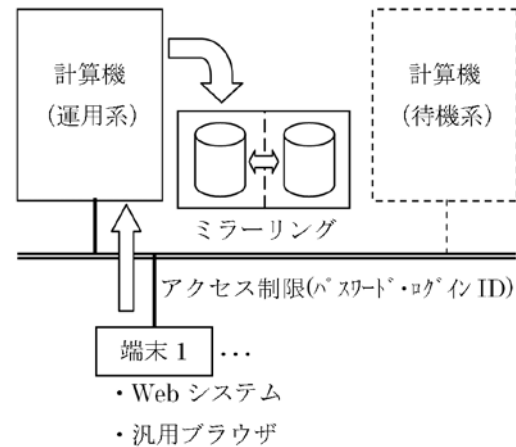 計算機
(運用系)
計算機
(待機系)
ミラーリング
アクセス制限(ﾊﾟｽﾜｰﾄﾞ・ﾛｸﾞｲﾝ ID)
端末 1
…
・Web システム
・汎用ブラウザ